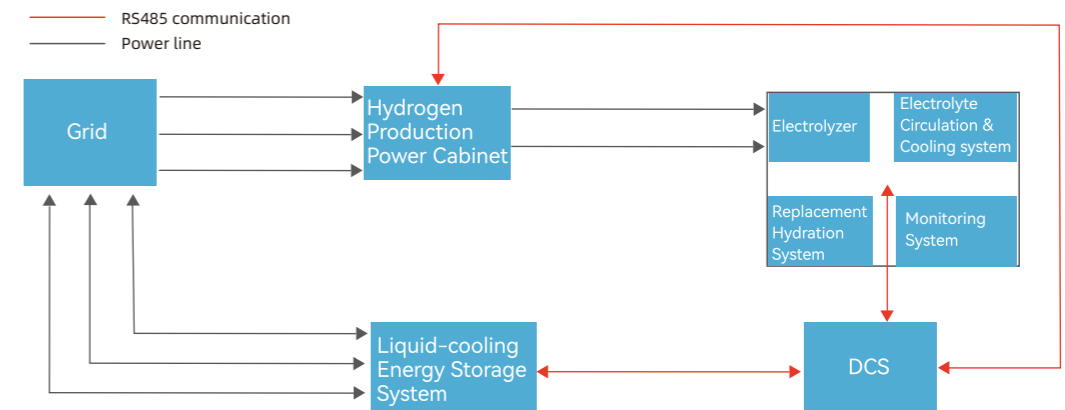 RS485 communication
Power line
Grid
Hydrogen
Production
Power Cabinet
Electrolyzer
Electrolyte
Circulation &
Cooling system
Replacement
Hydration
System
Monitoring
System
Liquid-cooling
Energy Storage
System
DCS